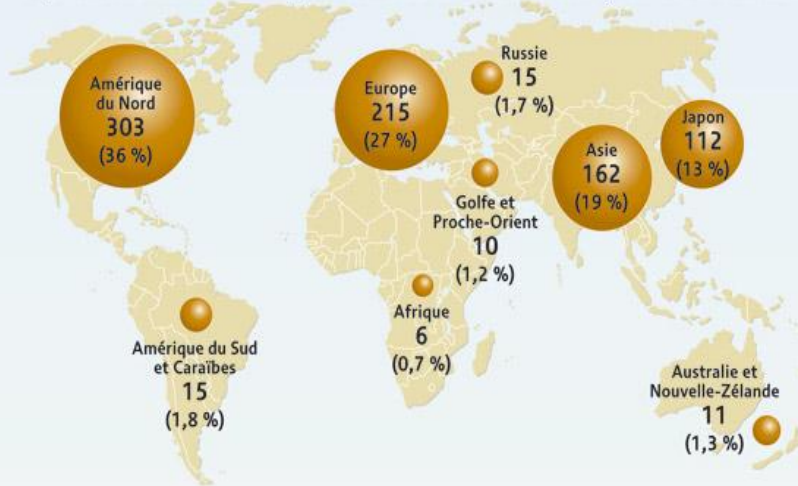 Amérique
du Nord
303
(36 %)
Europe
215
(27 %)
Russie
15
(1,7 %)
Japon
112
(13 %)
Asie
162
(19 %)
Golfe et
Proche-Orient
10
(1,2 %)
Afrique
6
(0,7 %)
Amérique du Sud
et Caraïbes
15
(1,8 %)
Australie et
Nouvelle-Zélande
11
(1,3 %)